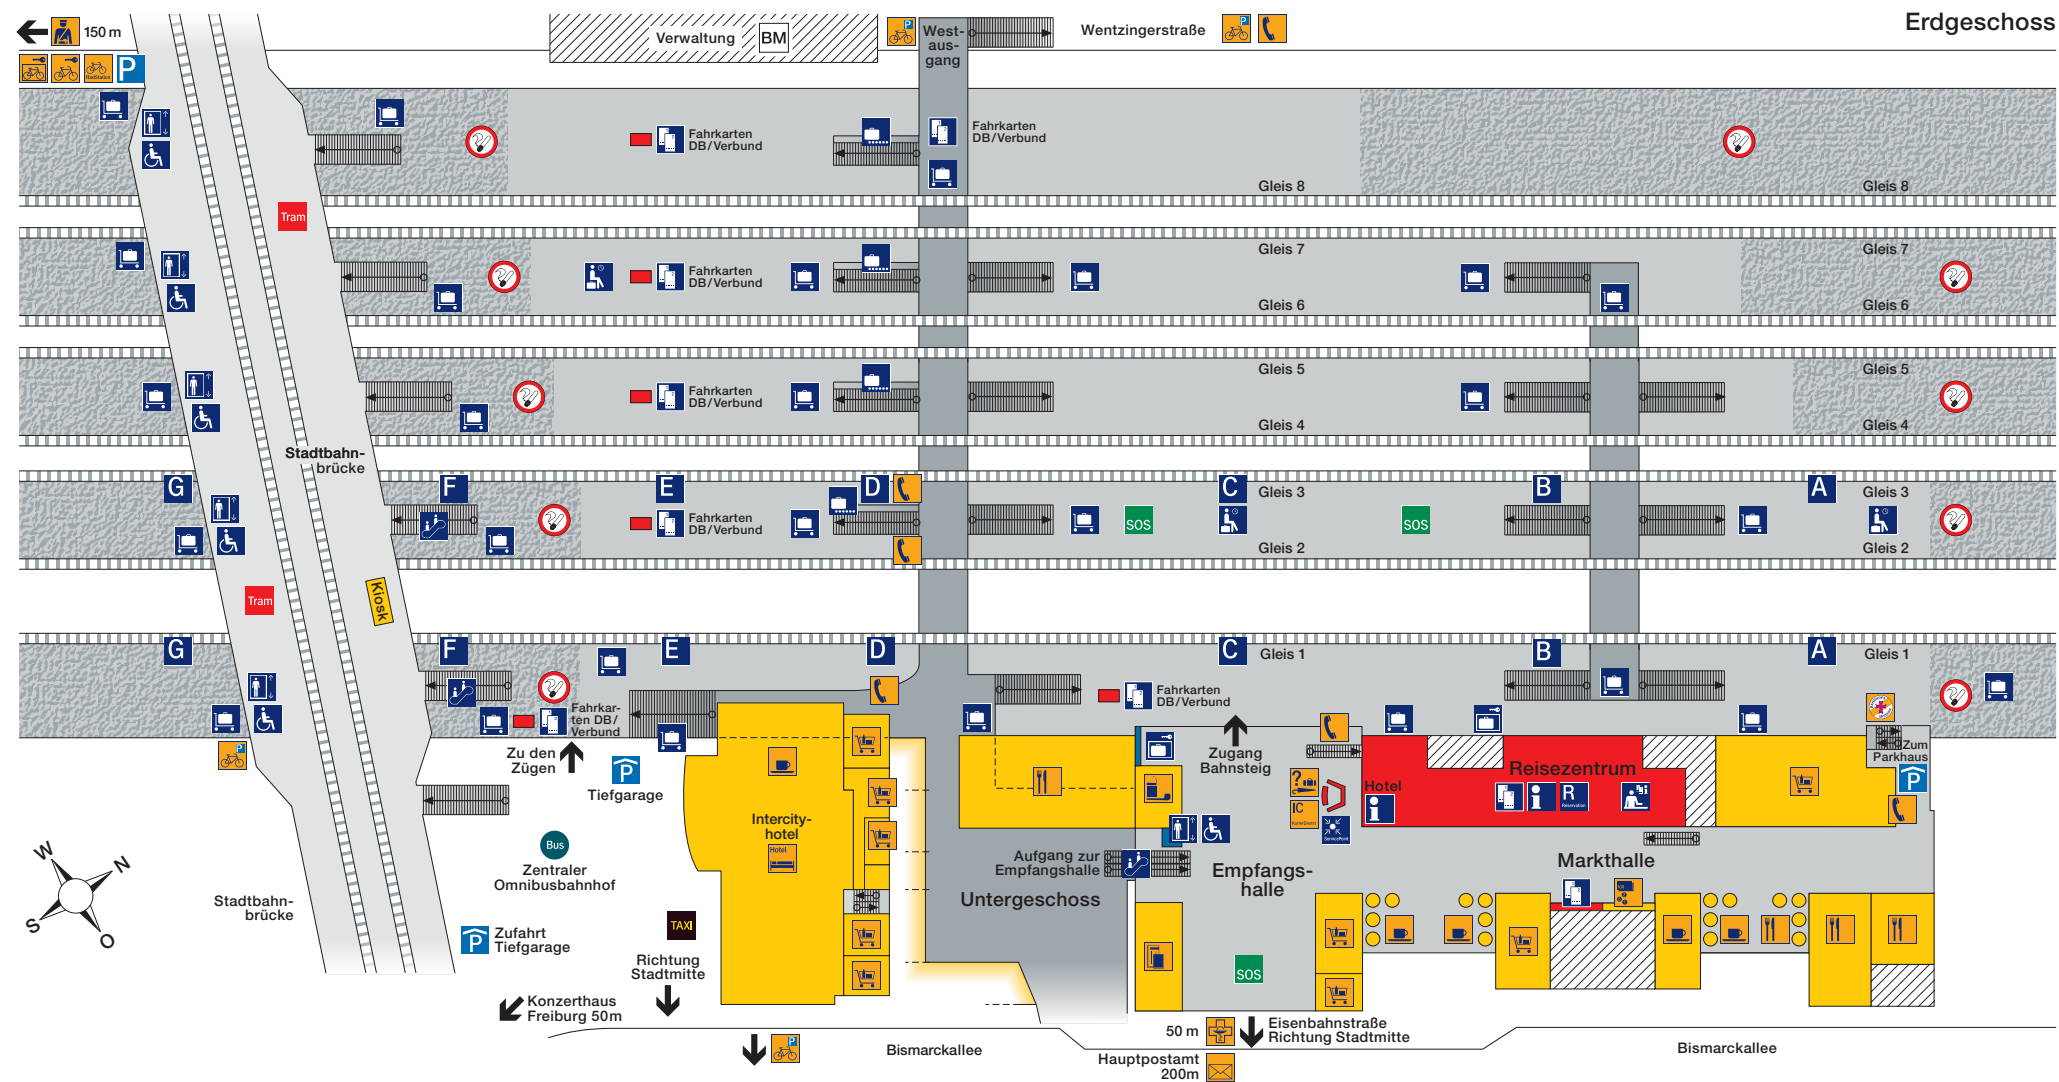 Erdgeschoss
150 m
Verwaltung
BM
P
West-
aus-
gang
Wentzingerstraße
P
RadStation
P
Fahrkarten
DB/Verbund
Fahrkarten
DB/Verbund
Gleis 8
Gleis 8
Tram
Gleis 7
Gleis 7
Fahrkarten
DB/Verbund
Gleis 6
Gleis 6
Gleis 5
Gleis 5
Fahrkarten
DB/Verbund
Gleis 4
Gleis 4
Stadtbahn-
brücke
G
F
E
D
C
Gleis 3
B
A
Gleis 3
Fahrkarten
DB/Verbund
SOS
SOS
Gleis 2
Gleis 2
Kiosk
Tram
G
F
E
D
C
Gleis 1
B
A
Gleis 1
Fahrkarten
DB/Verbund
Fahrkar-
ten DB/
Verbund
P
Zu den
Zügen
P
Tiefgarage
Zugang
Bahnsteig
Zum
Parkhaus
P
Reisezentrum
Hotel
i
i
R
Reservation
?
IC
KurierDienst
ServicePoint
Intercity-
hotel
Hotel
Bus
Zentraler
Omnibusbahnhof
Aufgang zur
Empfangshalle
Untergeschoss
Empfangs-
halle
Markthalle
W
N
S
O
Stadtbahn-
brücke
P
Zufahrt
Tiefgarage
TAXI
Richtung
Stadtmitte
SOS
Konzerthaus
Freiburg 50m
P
Bismarckallee
50 m
Eisenbahnstraße
Richtung Stadtmitte
Hauptpostamt
200m
Bismarckallee